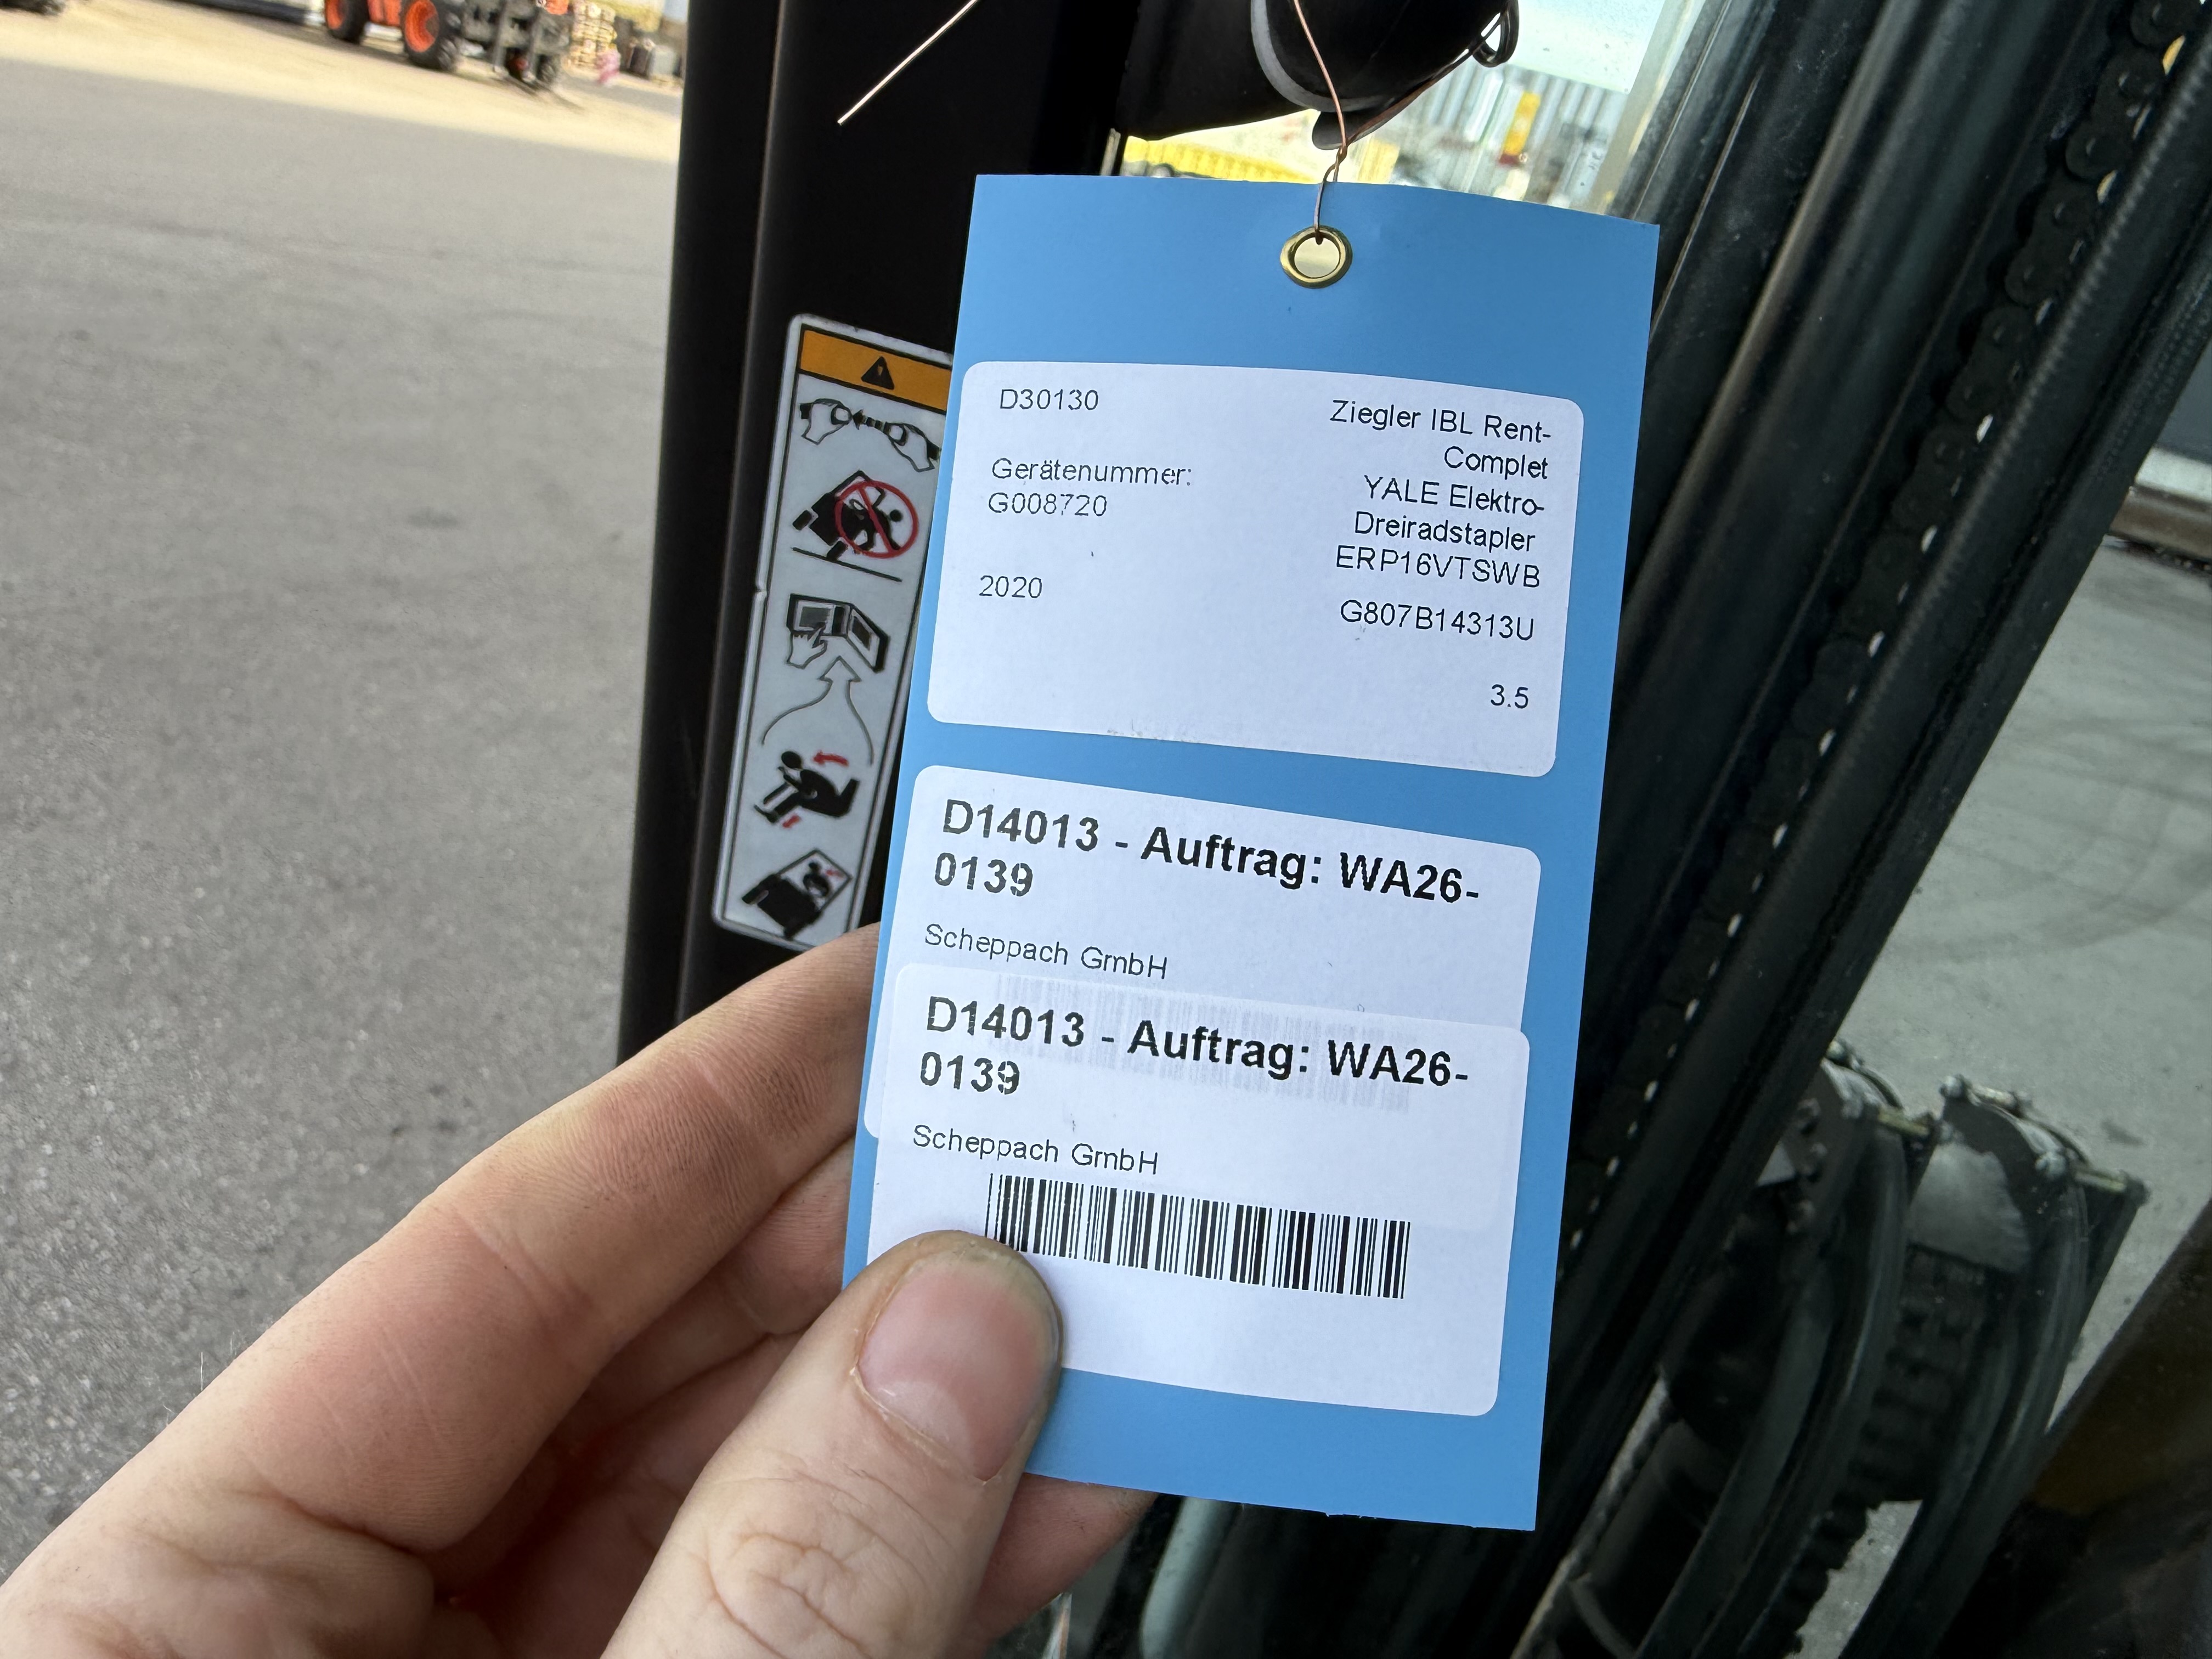 D30130
Gerätenummer:
G008720
2020
Ziegler IBL Rent-
Complet
YALE Elektro-
Dreiradstapler
ERP16VTSWB
G807B14313U
3.5
D14013 - Auftrag: WA26-
0139
Scheppach GmbH
D14013 - Auftrag: WA26-
0139
Scheppach GmbH